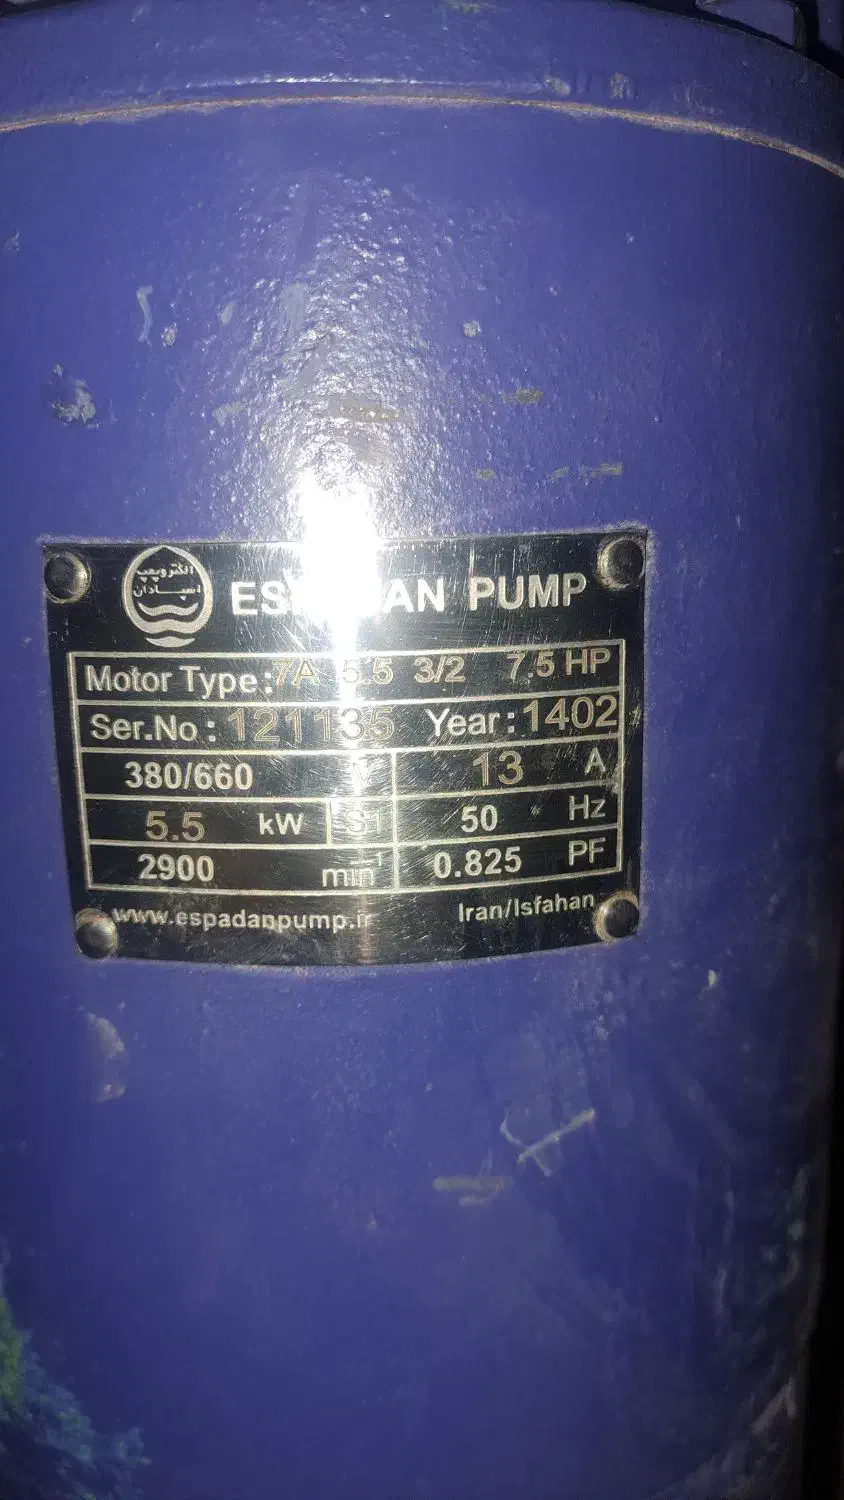 الکتروپمپ
اسپادان
ESPADAN PUMP
Motor Type: 7A 5.5 3/2 7.5 HP
Ser.No: 121135 Year: 1402
380/660 V 13 A
5.5 kW S1 50 Hz
2900 min-1 0.825 PF
www.espadanpump.ir Iran/Isfahan